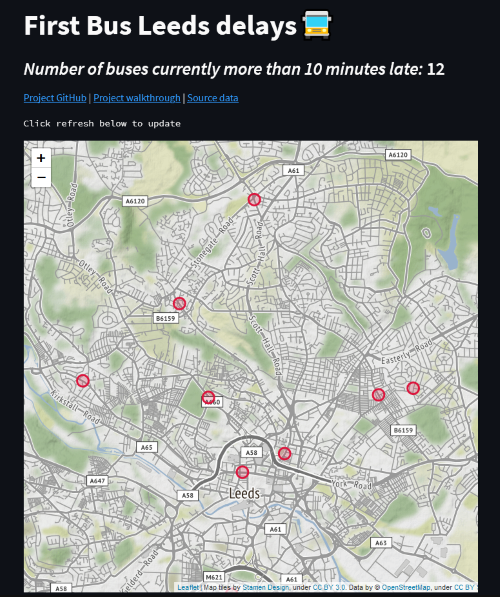 First Bus Leeds delays
Number of buses currently more than 10 minutes late: 12
Project GitHub | Project walkthrough | Source data
Click refresh below to update
+
−
A6120
A61
A6120
Otley Road
Stonegate Road
Scott Hall Road
Otley Road
B6159
Scott Hall Road
Easterly Road
Kirkstall Road
A660
B6159
A65
A58
A647
York Road
A58
Leeds
A61
A63
M621
A61
A58
Leaflet | Map tiles by Stamen Design, under CC BY 3.0. Data by © OpenStreetMap, under CC BY